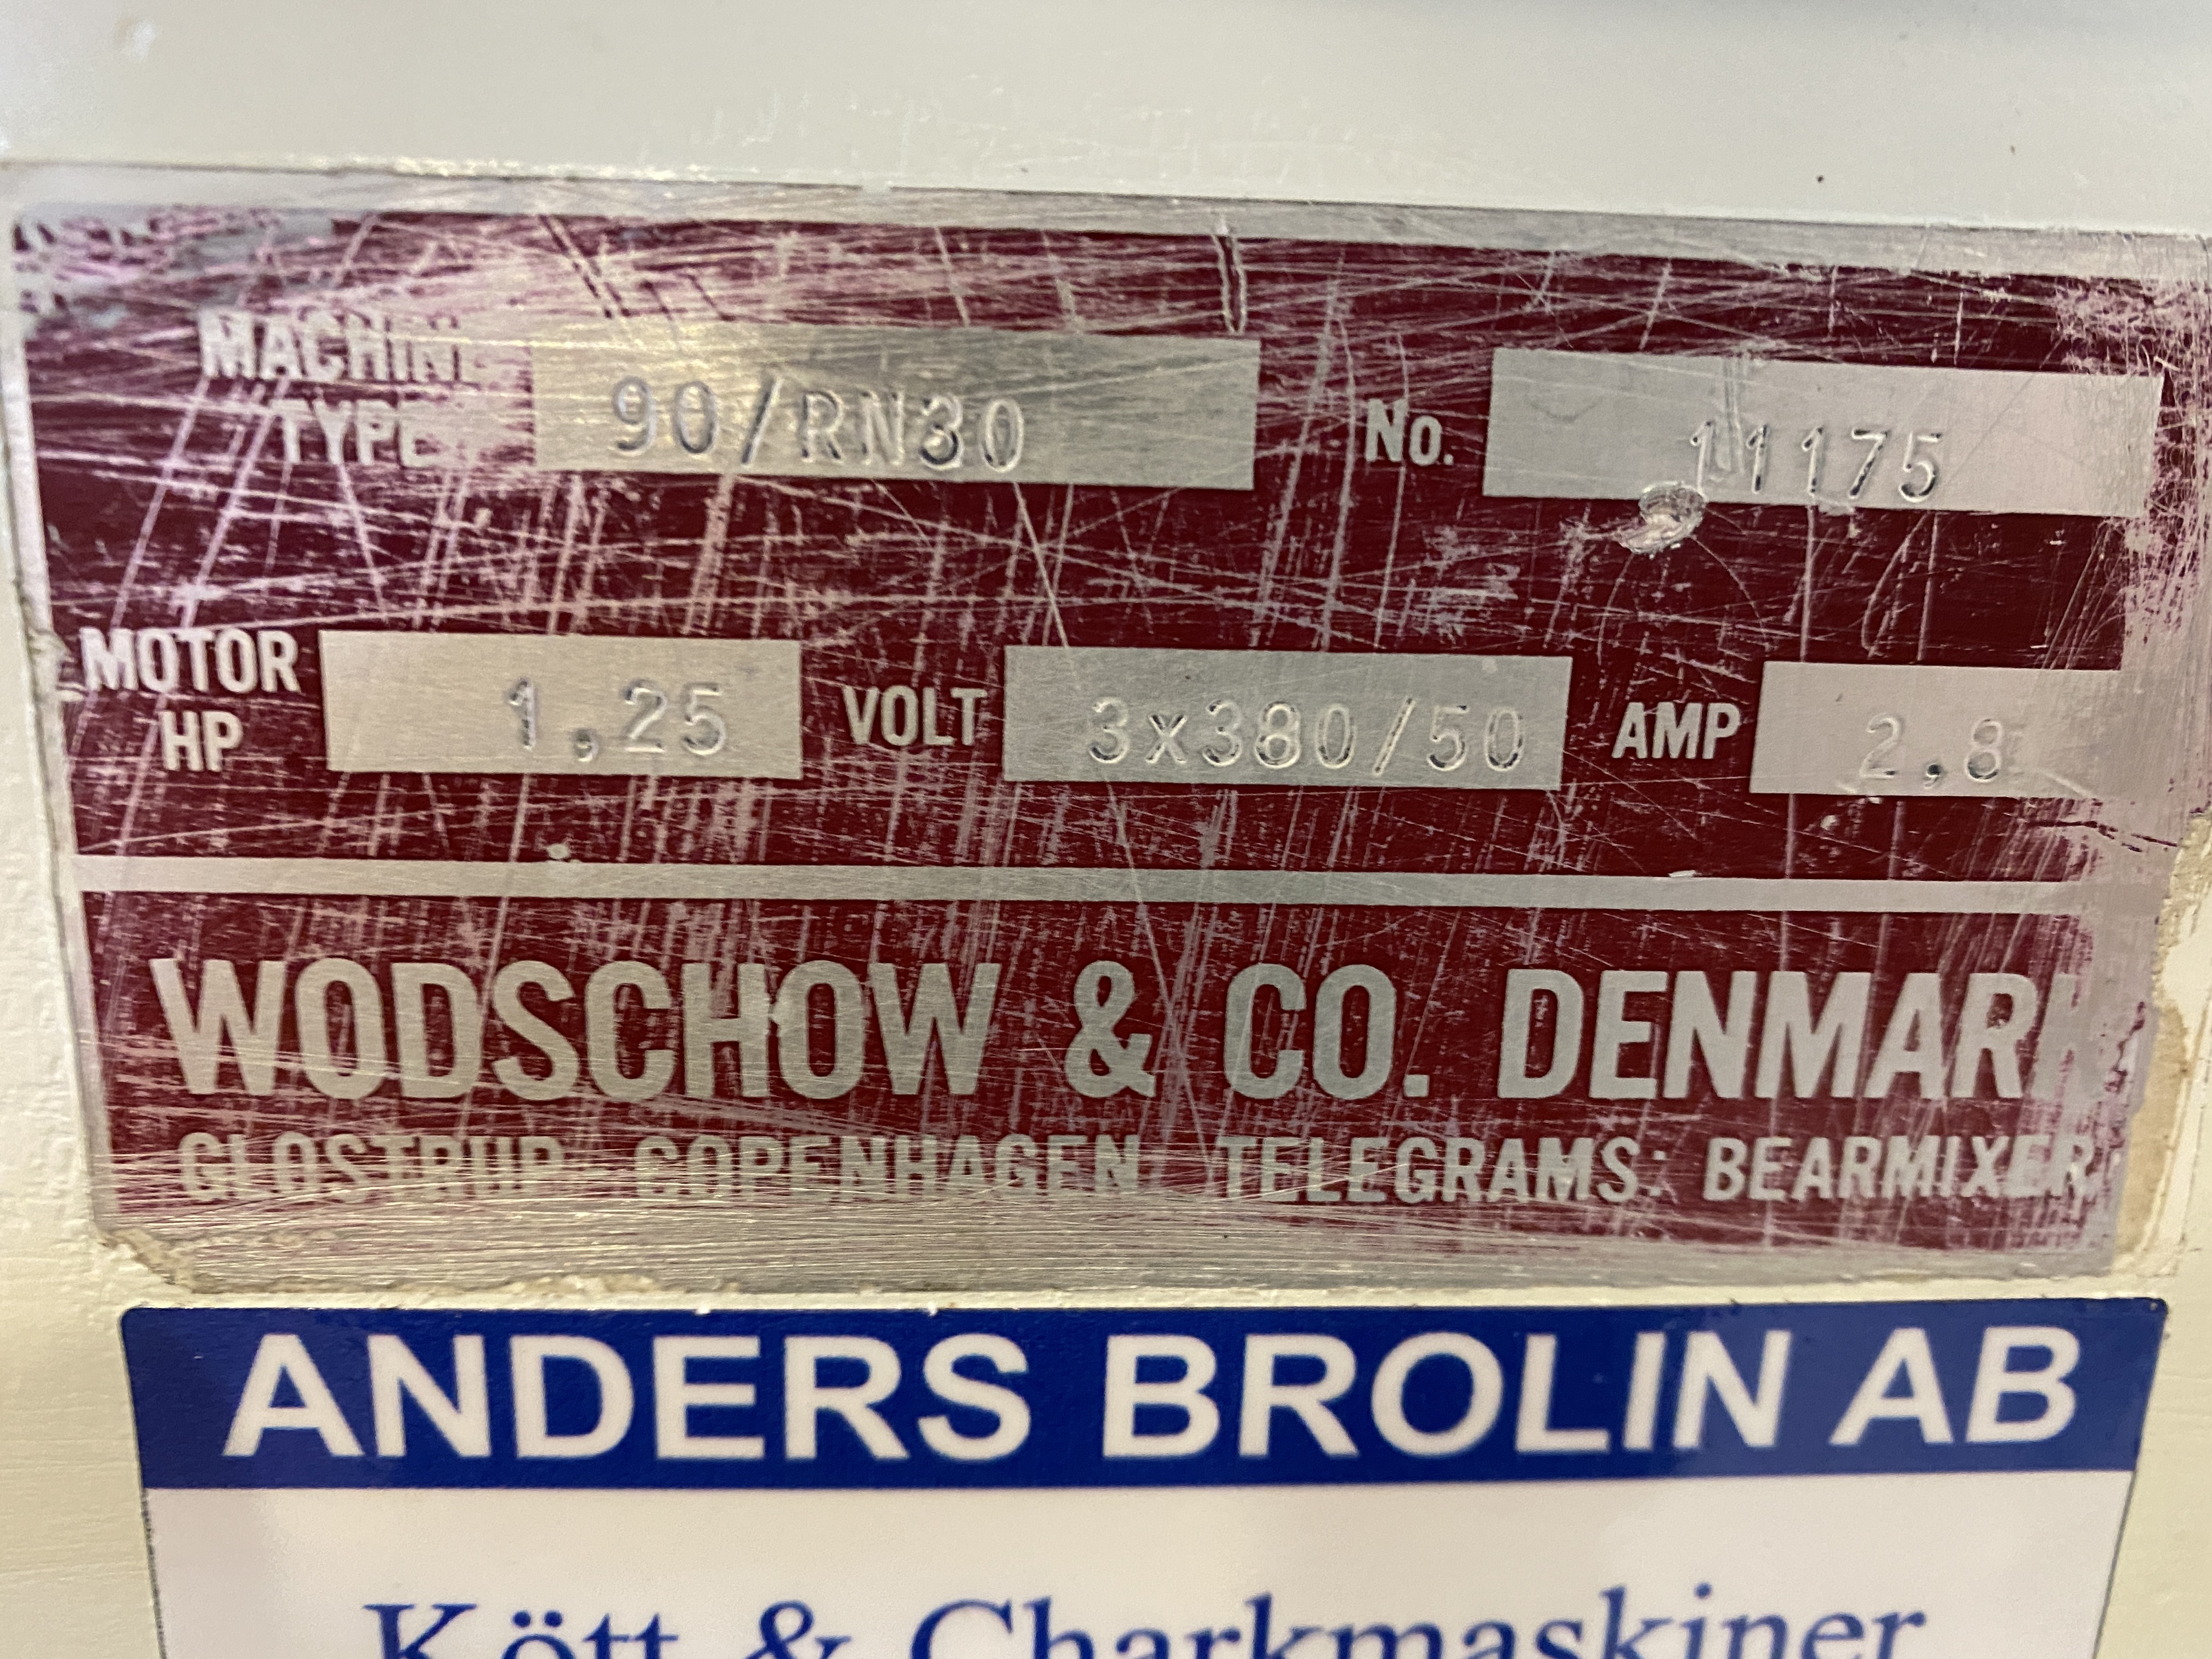 MACHINE TYPE 90/RN30 No. 11175
MOTOR HP 1,25 VOLT 3x380/50 AMP 2,8
WODSCHOW & CO. DENMARK
GLOSTRUP - COPENHAGEN TELEGRAMS: BEARMIXER
ANDERS BROLIN AB
Kött & Charkmaskiner